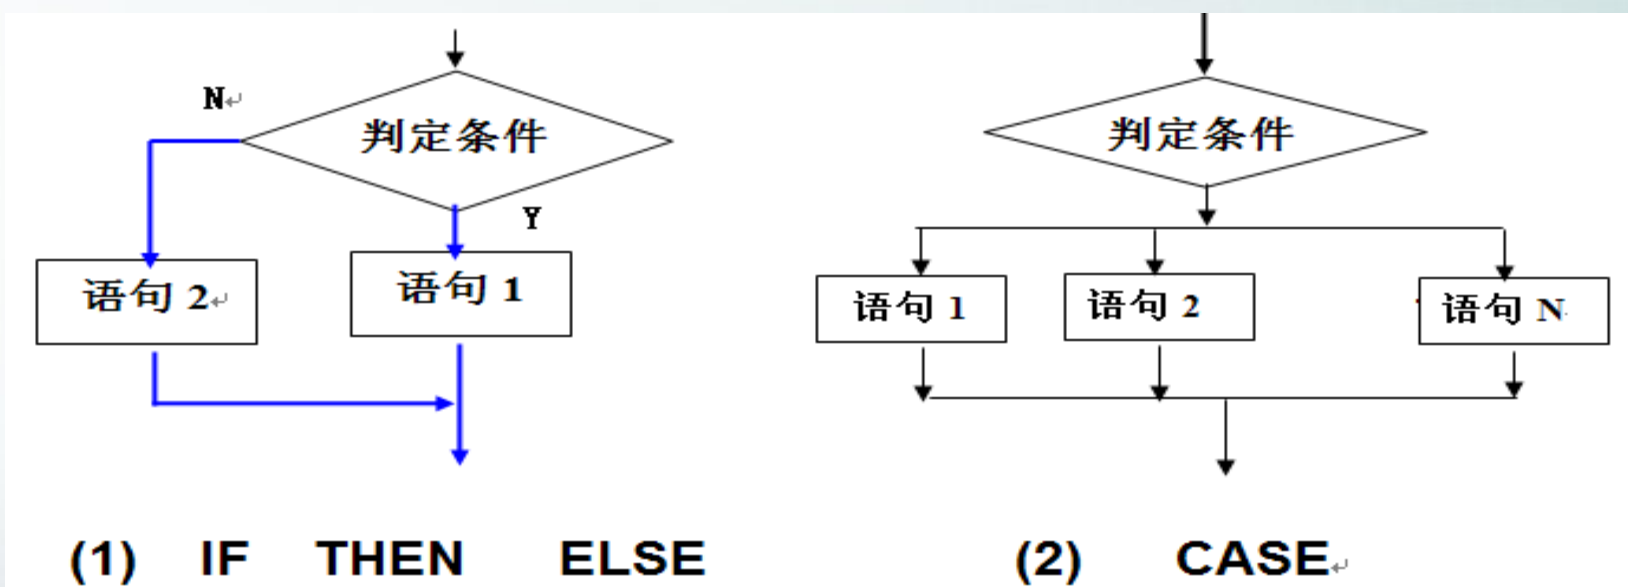 N
判定条件
Y
语句 2
语句 1
(1) IF THEN ELSE
判定条件
语句 1
语句 2
语句 N
(2) CASE